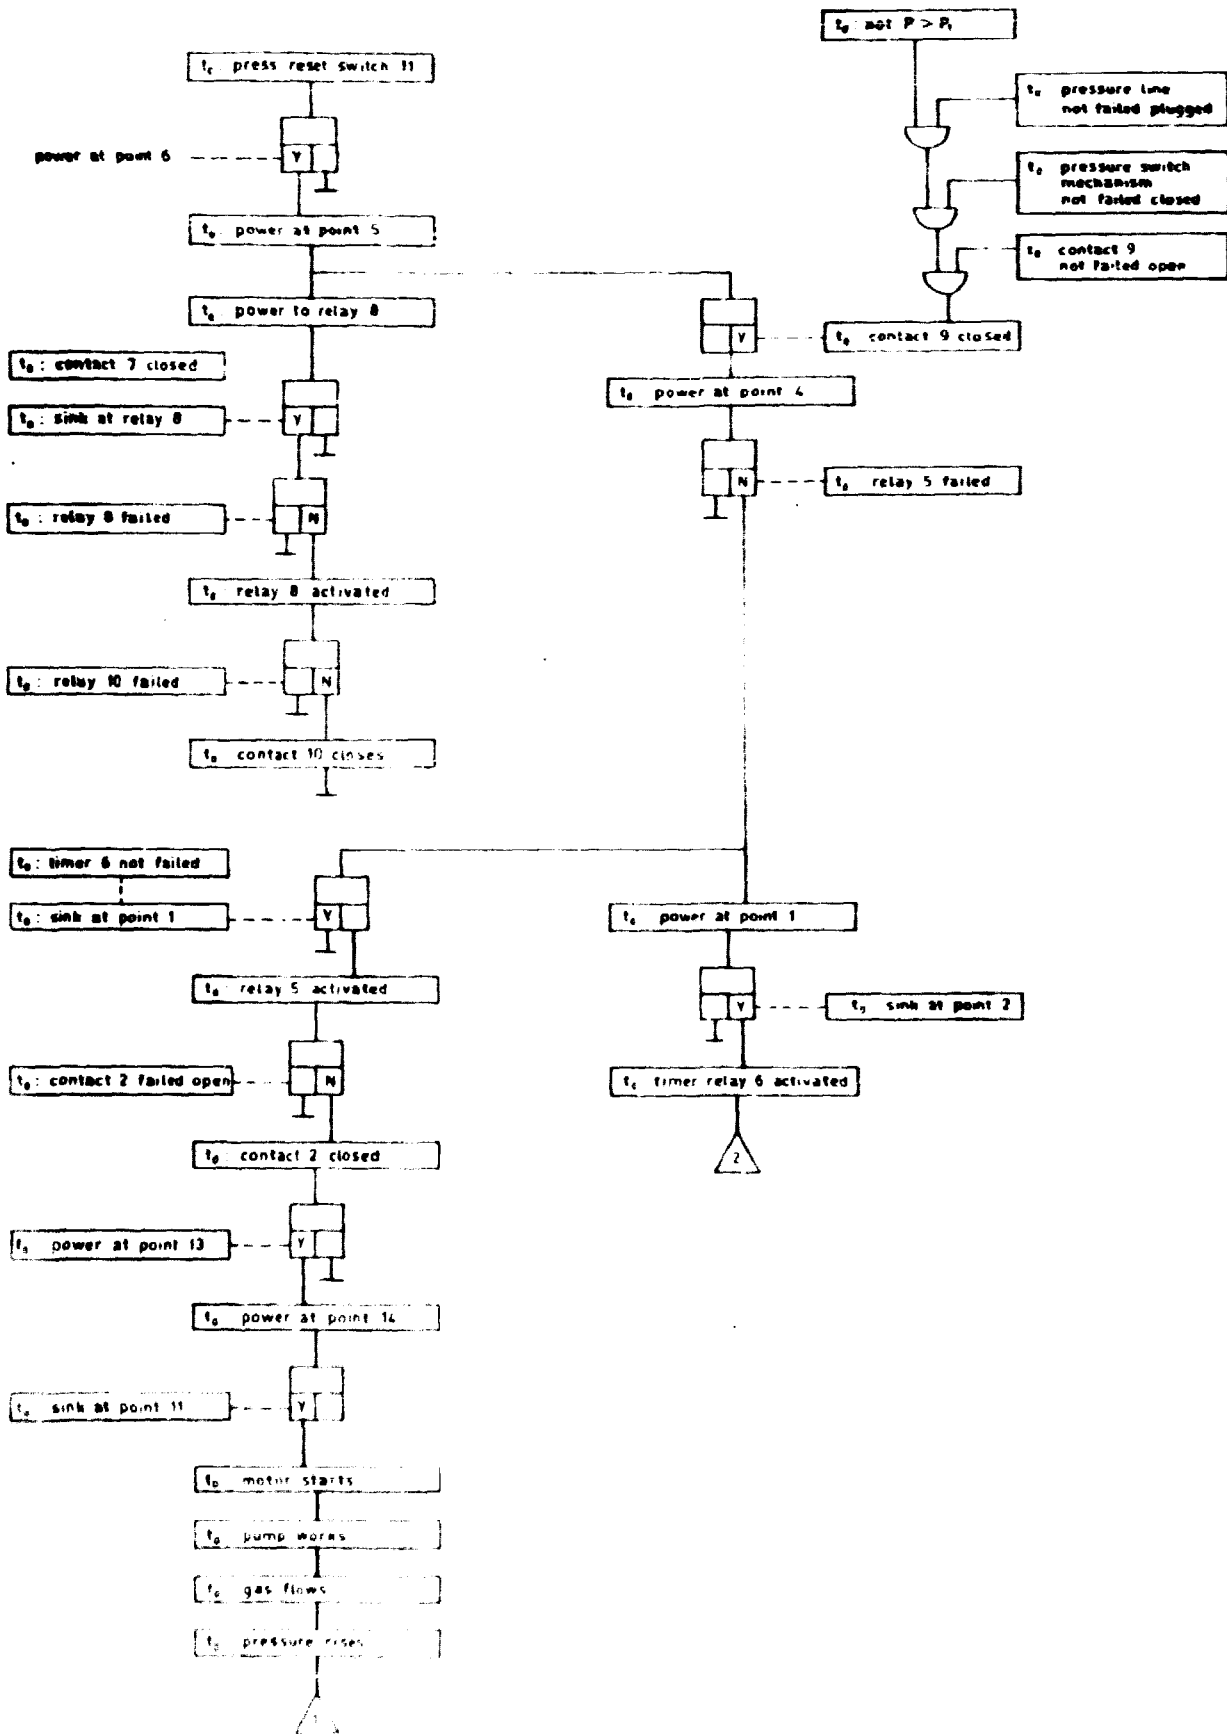 t₀: not P > P₁
t₀: press reset switch 11
t₀ pressure line
not failed plugged
power at point 6
Y
t₀ pressure switch
mechanism
not failed closed
t₀: power at point 5
t₀ contact 9
not failed open
t₀ power to relay 8
Y
t₀ contact 9 closed
t₀: contact 7 closed
t₀ power at point 4
t₀: sink at relay 8
Y
N
t₀ relay 5 failed
t₀: relay 8 failed
N
t₀ relay 8 activated
t₀: relay 10 failed
N
t₀ contact 10 closes
t₀: timer 6 not failed
t₀: sink at point 1
Y
t₀ power at point 1
t₀: relay 5 activated
Y
t₀ sink at point 2
t₀: contact 2 failed open
N
t₀ timer relay 6 activated
t₀: contact 2 closed
2
t₀ power at point 13
Y
t₀ power at point 14
t₀ sink at point 11
Y
t₀ motor starts
t₀ pump works
t₀ gas flows
t₀ pressure rises
1